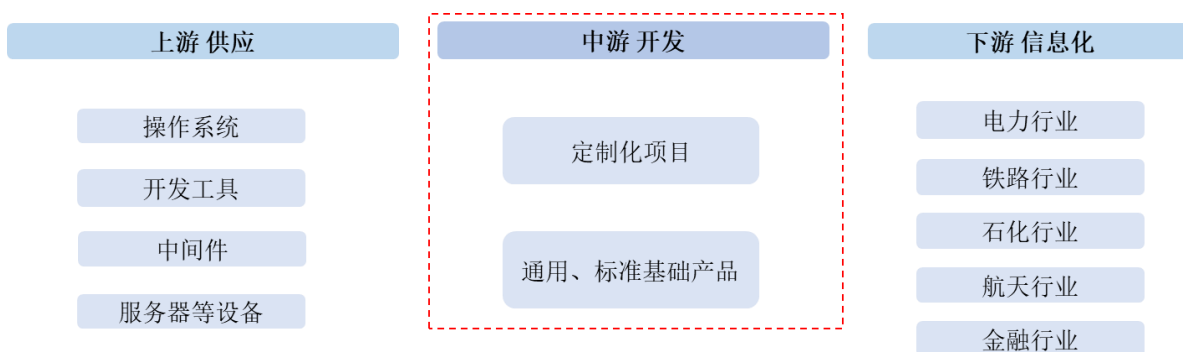 上游 供应
操作系统
开发工具
中间件
服务器等设备
中游 开发
定制化项目
通用、标准基础产品
下游 信息化
电力行业
铁路行业
石化行业
航天行业
金融行业